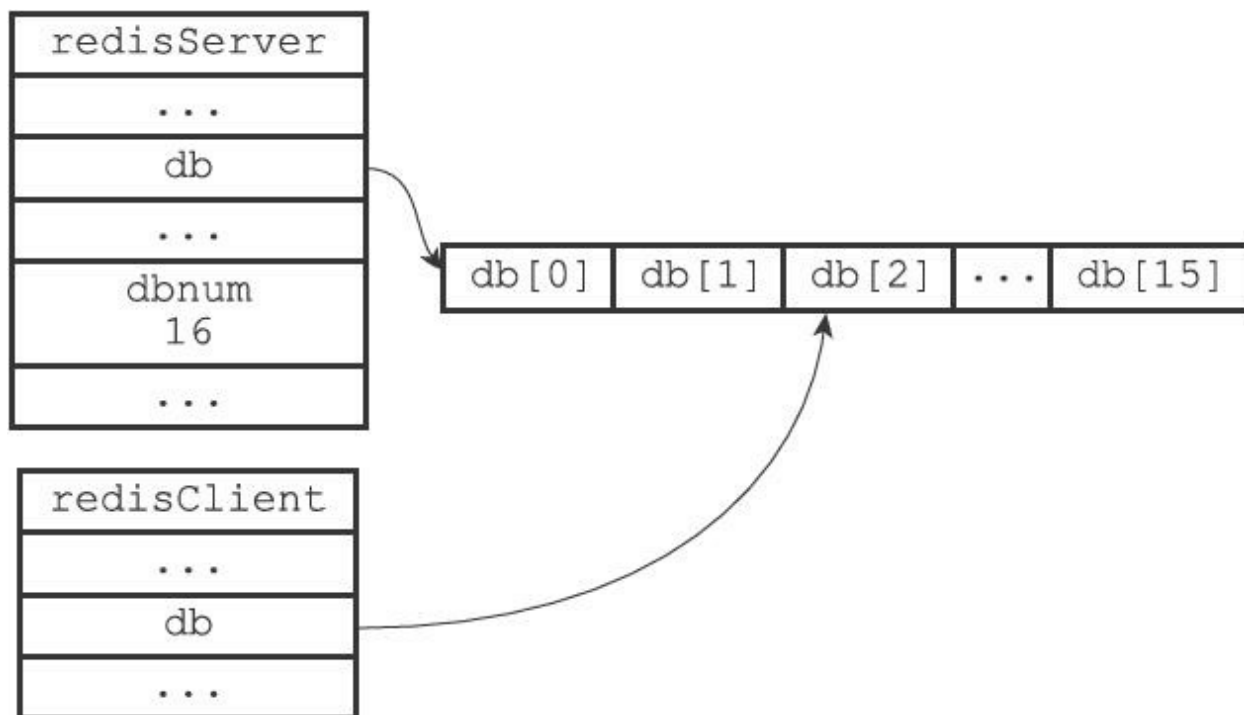 redisServer
...
db
...
dbnum
16
...
db[0] db[1] db[2] ... db[15]
redisClient
...
db
...